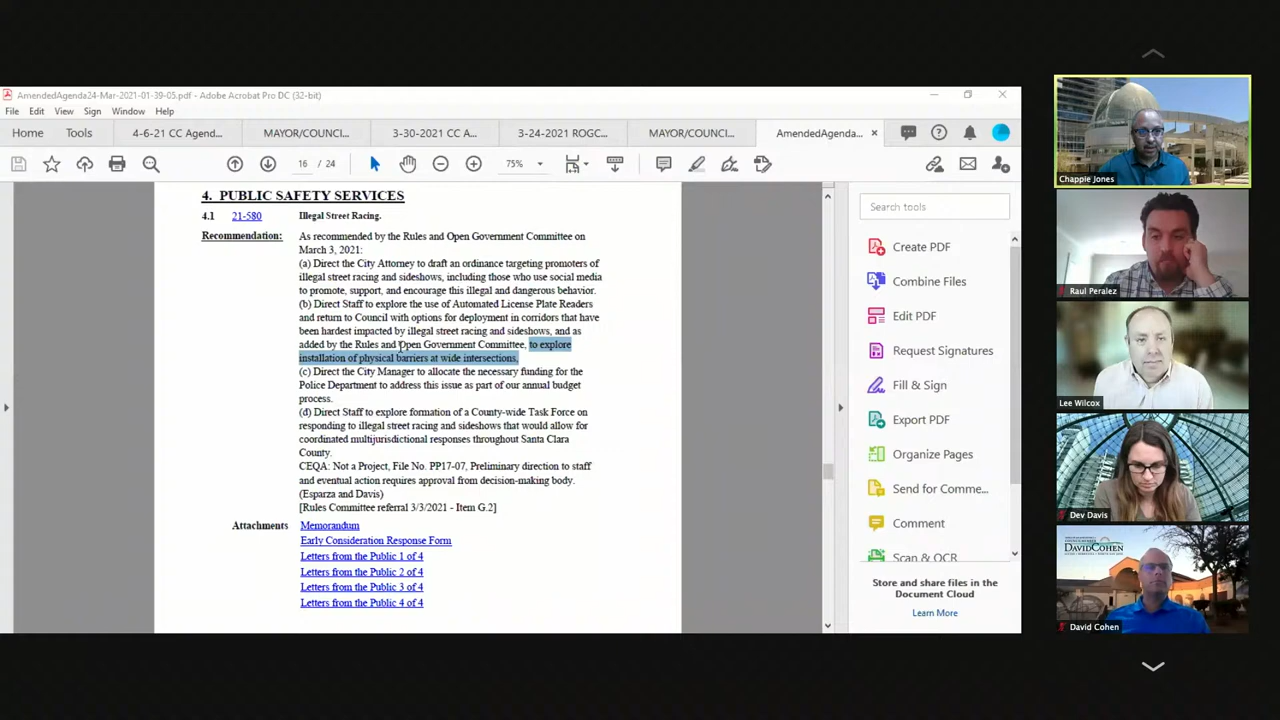 AmendedAgenda24-Mar-2021-01-39-05.pdf - Adobe Acrobat Pro DC (32-bit)
File Edit View Sign Window Help
Home Tools 4-6-21 CC Agend... MAYOR/COUNCI... 3-30-2021 CC A... 3-24-2021 ROGC... MAYOR/COUNCI... AmendedAgenda...
16 / 24 75%
4. PUBLIC SAFETY SERVICES
4.1 21-580 Illegal Street Racing.
Recommendation: As recommended by the Rules and Open Government Committee on
March 3, 2021:
(a) Direct the City Attorney to draft an ordinance targeting promoters of
illegal street racing and sideshows, including those who use social media
to promote, support, and encourage this illegal and dangerous behavior.
(b) Direct Staff to explore the use of Automated License Plate Readers
and return to Council with options for deployment in corridors that have
been hardest impacted by illegal street racing and sideshows, and as
added by the Rules and Open Government Committee, to explore
installation of physical barriers at wide intersections.
(c) Direct the City Manager to allocate the necessary funding for the
Police Department to address this issue as part of our annual budget
process.
(d) Direct Staff to explore formation of a County-wide Task Force on
responding to illegal street racing and sideshows that would allow for
coordinated multijurisdictional responses throughout Santa Clara
County.
CEQA: Not a Project, File No. PP17-07, Preliminary direction to staff
and eventual action requires approval from decision-making body.
(Esparza and Davis)
[Rules Committee referral 3/3/2021 - Item G.2]
Attachments Memorandum
Early Consideration Response Form
Letters from the Public 1 of 4
Letters from the Public 2 of 4
Letters from the Public 3 of 4
Letters from the Public 4 of 4
Search tools
Create PDF
Combine Files
Edit PDF
Request Signatures
Fill & Sign
Export PDF
Organize Pages
Send for Comme...
Comment
Scan & OCR
Store and share files in the
Document Cloud
Learn More
Chappie Jones
Raul Peralez
Lee Wilcox
Dev Davis
DAVIDCOHEN
David Cohen